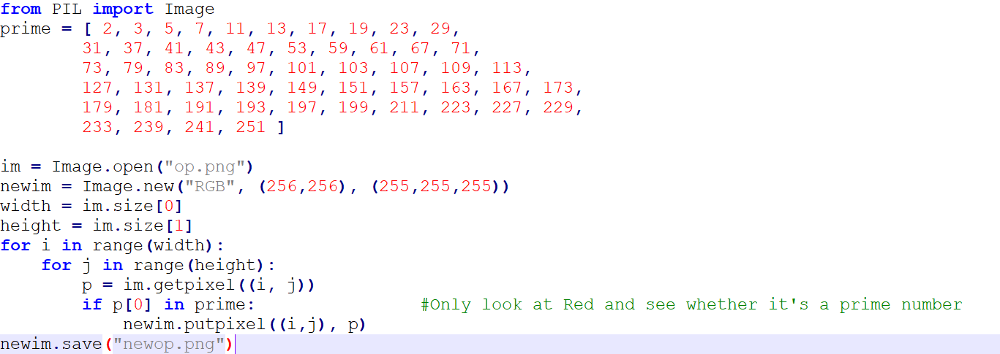 from PIL import Image
prime = [ 2, 3, 5, 7, 11, 13, 17, 19, 23, 29,
        31, 37, 41, 43, 47, 53, 59, 61, 67, 71,
        73, 79, 83, 89, 97, 101, 103, 107, 109, 113,
        127, 131, 137, 139, 149, 151, 157, 163, 167, 173,
        179, 181, 191, 193, 197, 199, 211, 223, 227, 229,
        233, 239, 241, 251 ]

im = Image.open("op.png")
newim = Image.new("RGB", (256,256), (255,255,255))
width = im.size[0]
height = im.size[1]
for i in range(width):
    for j in range(height):
        p = im.getpixel((i, j))
        if p[0] in prime:                #Only look at Red and see whether it's a prime number
            newim.putpixel((i,j), p)
newim.save("newop.png")